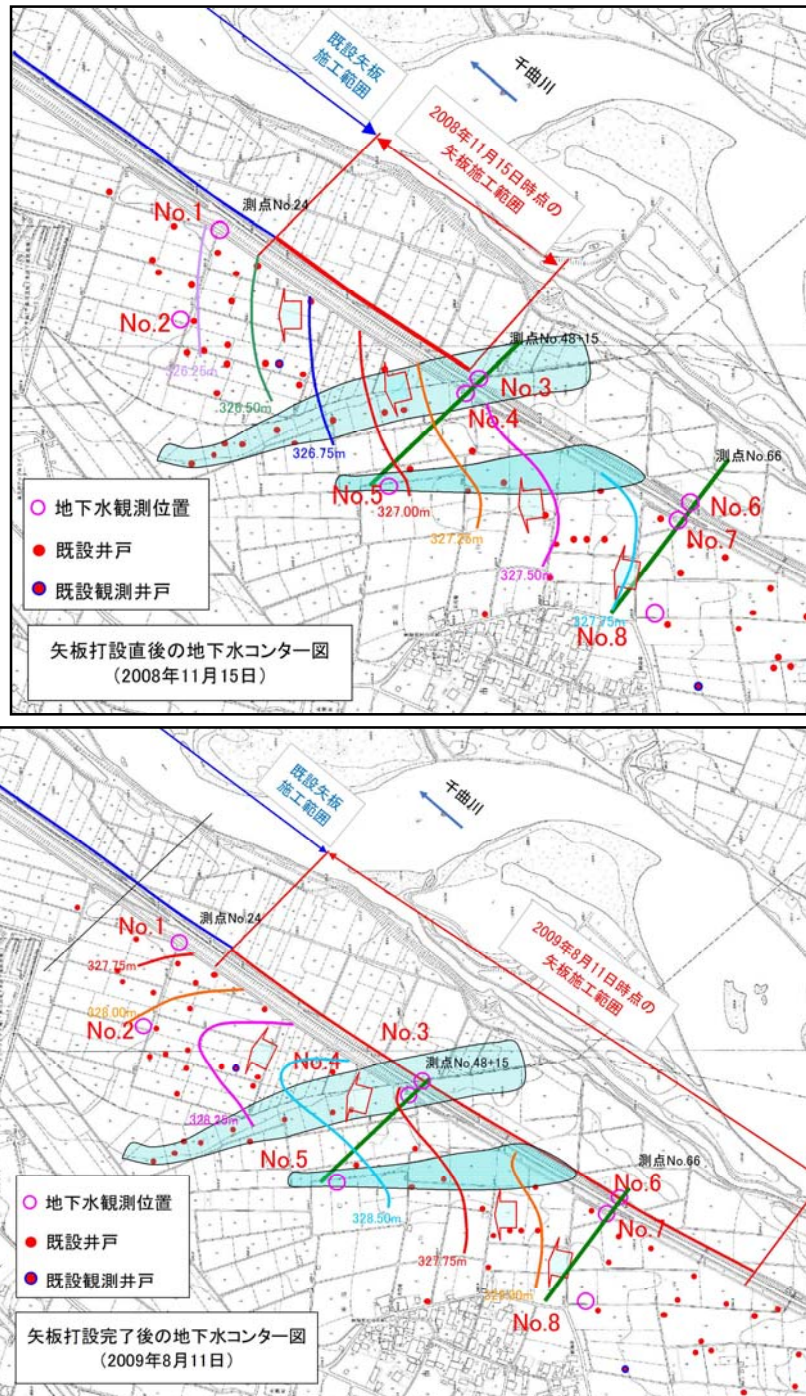 既設矢板
施工範囲
千曲川
2008年11月15日時点の
矢板施工範囲
No.1
測点No.24
No.2
326.25m
326.50m
326.75m
測点No.48+15
No.3
No.4
No.5
327.00m
327.25m
327.50m
測点No.66
No.6
No.7
327.75m
No.8
地下水観測位置
既設井戸
既設観測井戸
矢板打設直後の地下水コンター図
(2008年11月15日)
既設矢板
施工範囲
千曲川
2009年8月11日時点の
矢板施工範囲
No.1
測点No.24
327.75m
328.00m
No.2
No.3
No.4
測点No.48+15
328.25m
No.5
328.50m
測点No.66
No.6
No.7
327.75m
No.8
地下水観測位置
既設井戸
既設観測井戸
矢板打設完了後の地下水コンター図
(2009年8月11日)